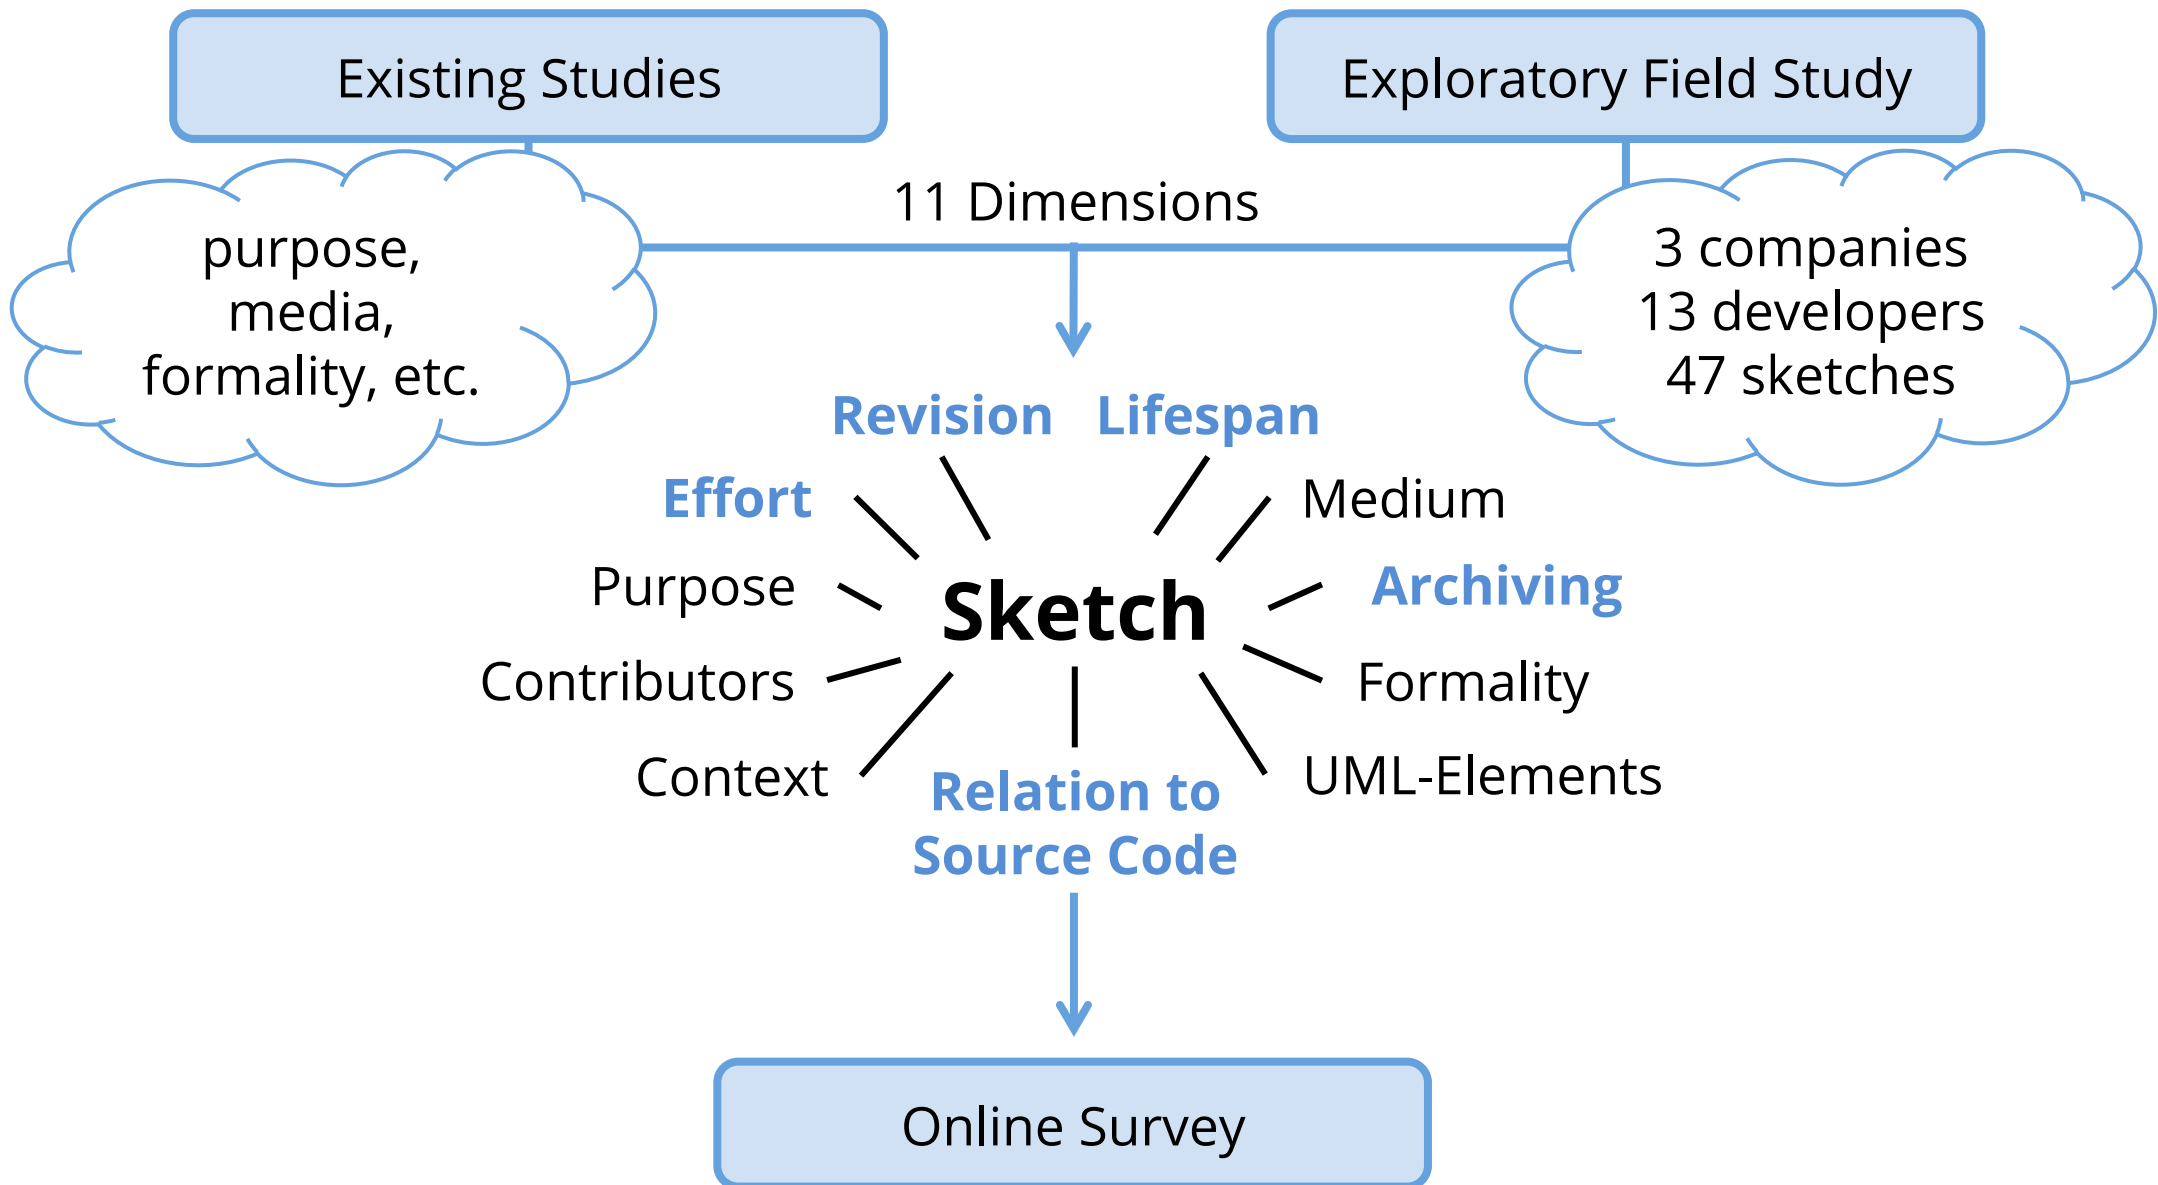 Existing Studies
Exploratory Field Study
11 Dimensions
purpose,
media,
formality, etc.
3 companies
13 developers
47 sketches
Revision
Lifespan
Effort
Medium
Purpose
Sketch
Archiving
Contributors
Formality
Context
Relation to
Source Code
UML-Elements
Online Survey